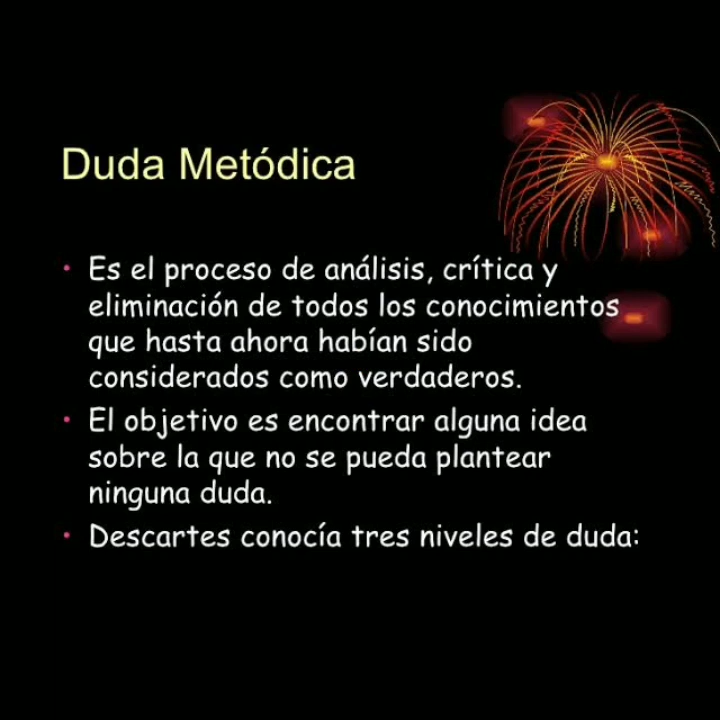 Duda Metódica
• Es el proceso de análisis, crítica y
eliminación de todos los conocimientos
que hasta ahora habían sido
considerados como verdaderos.
• El objetivo es encontrar alguna idea
sobre la que no se pueda plantear
ninguna duda.
• Descartes conocía tres niveles de duda: